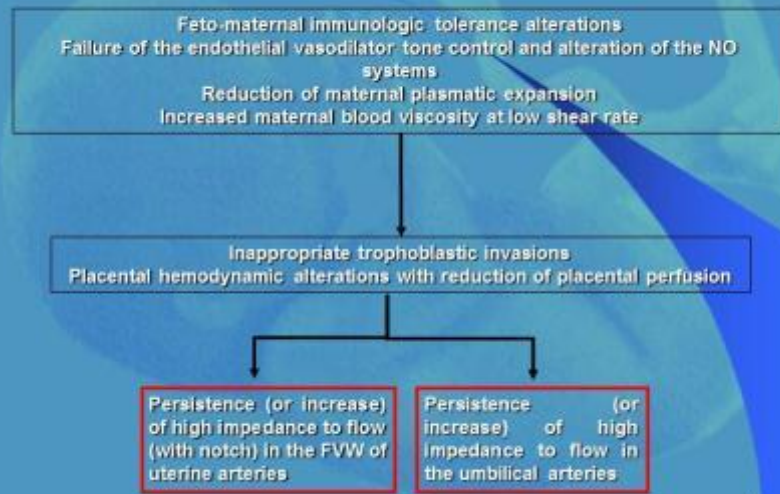 Feto-maternal immunologic tolerance alterations
Failure of the endothelial vasodilator tone control and alteration of the NO
systems
Reduction of maternal plasmatic expansion
Increased maternal blood viscosity at low shear rate
Inappropriate trophoblastic invasions
Placental hemodynamic alterations with reduction of placental perfusion
Persistence (or increase)
of high impedance to flow
(with notch) in the FVW of
uterine arteries
Persistence (or
increase) of high
impedance to flow in
the umbilical arteries